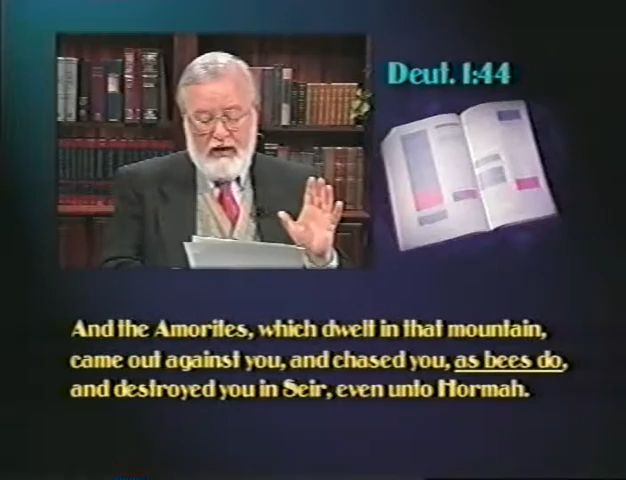 Deut. 1:44
And the Amorites, which dwelt in that mountain,
came out against you, and chased you, as bees do,
and destroyed you in Seir, even unto Hormah.